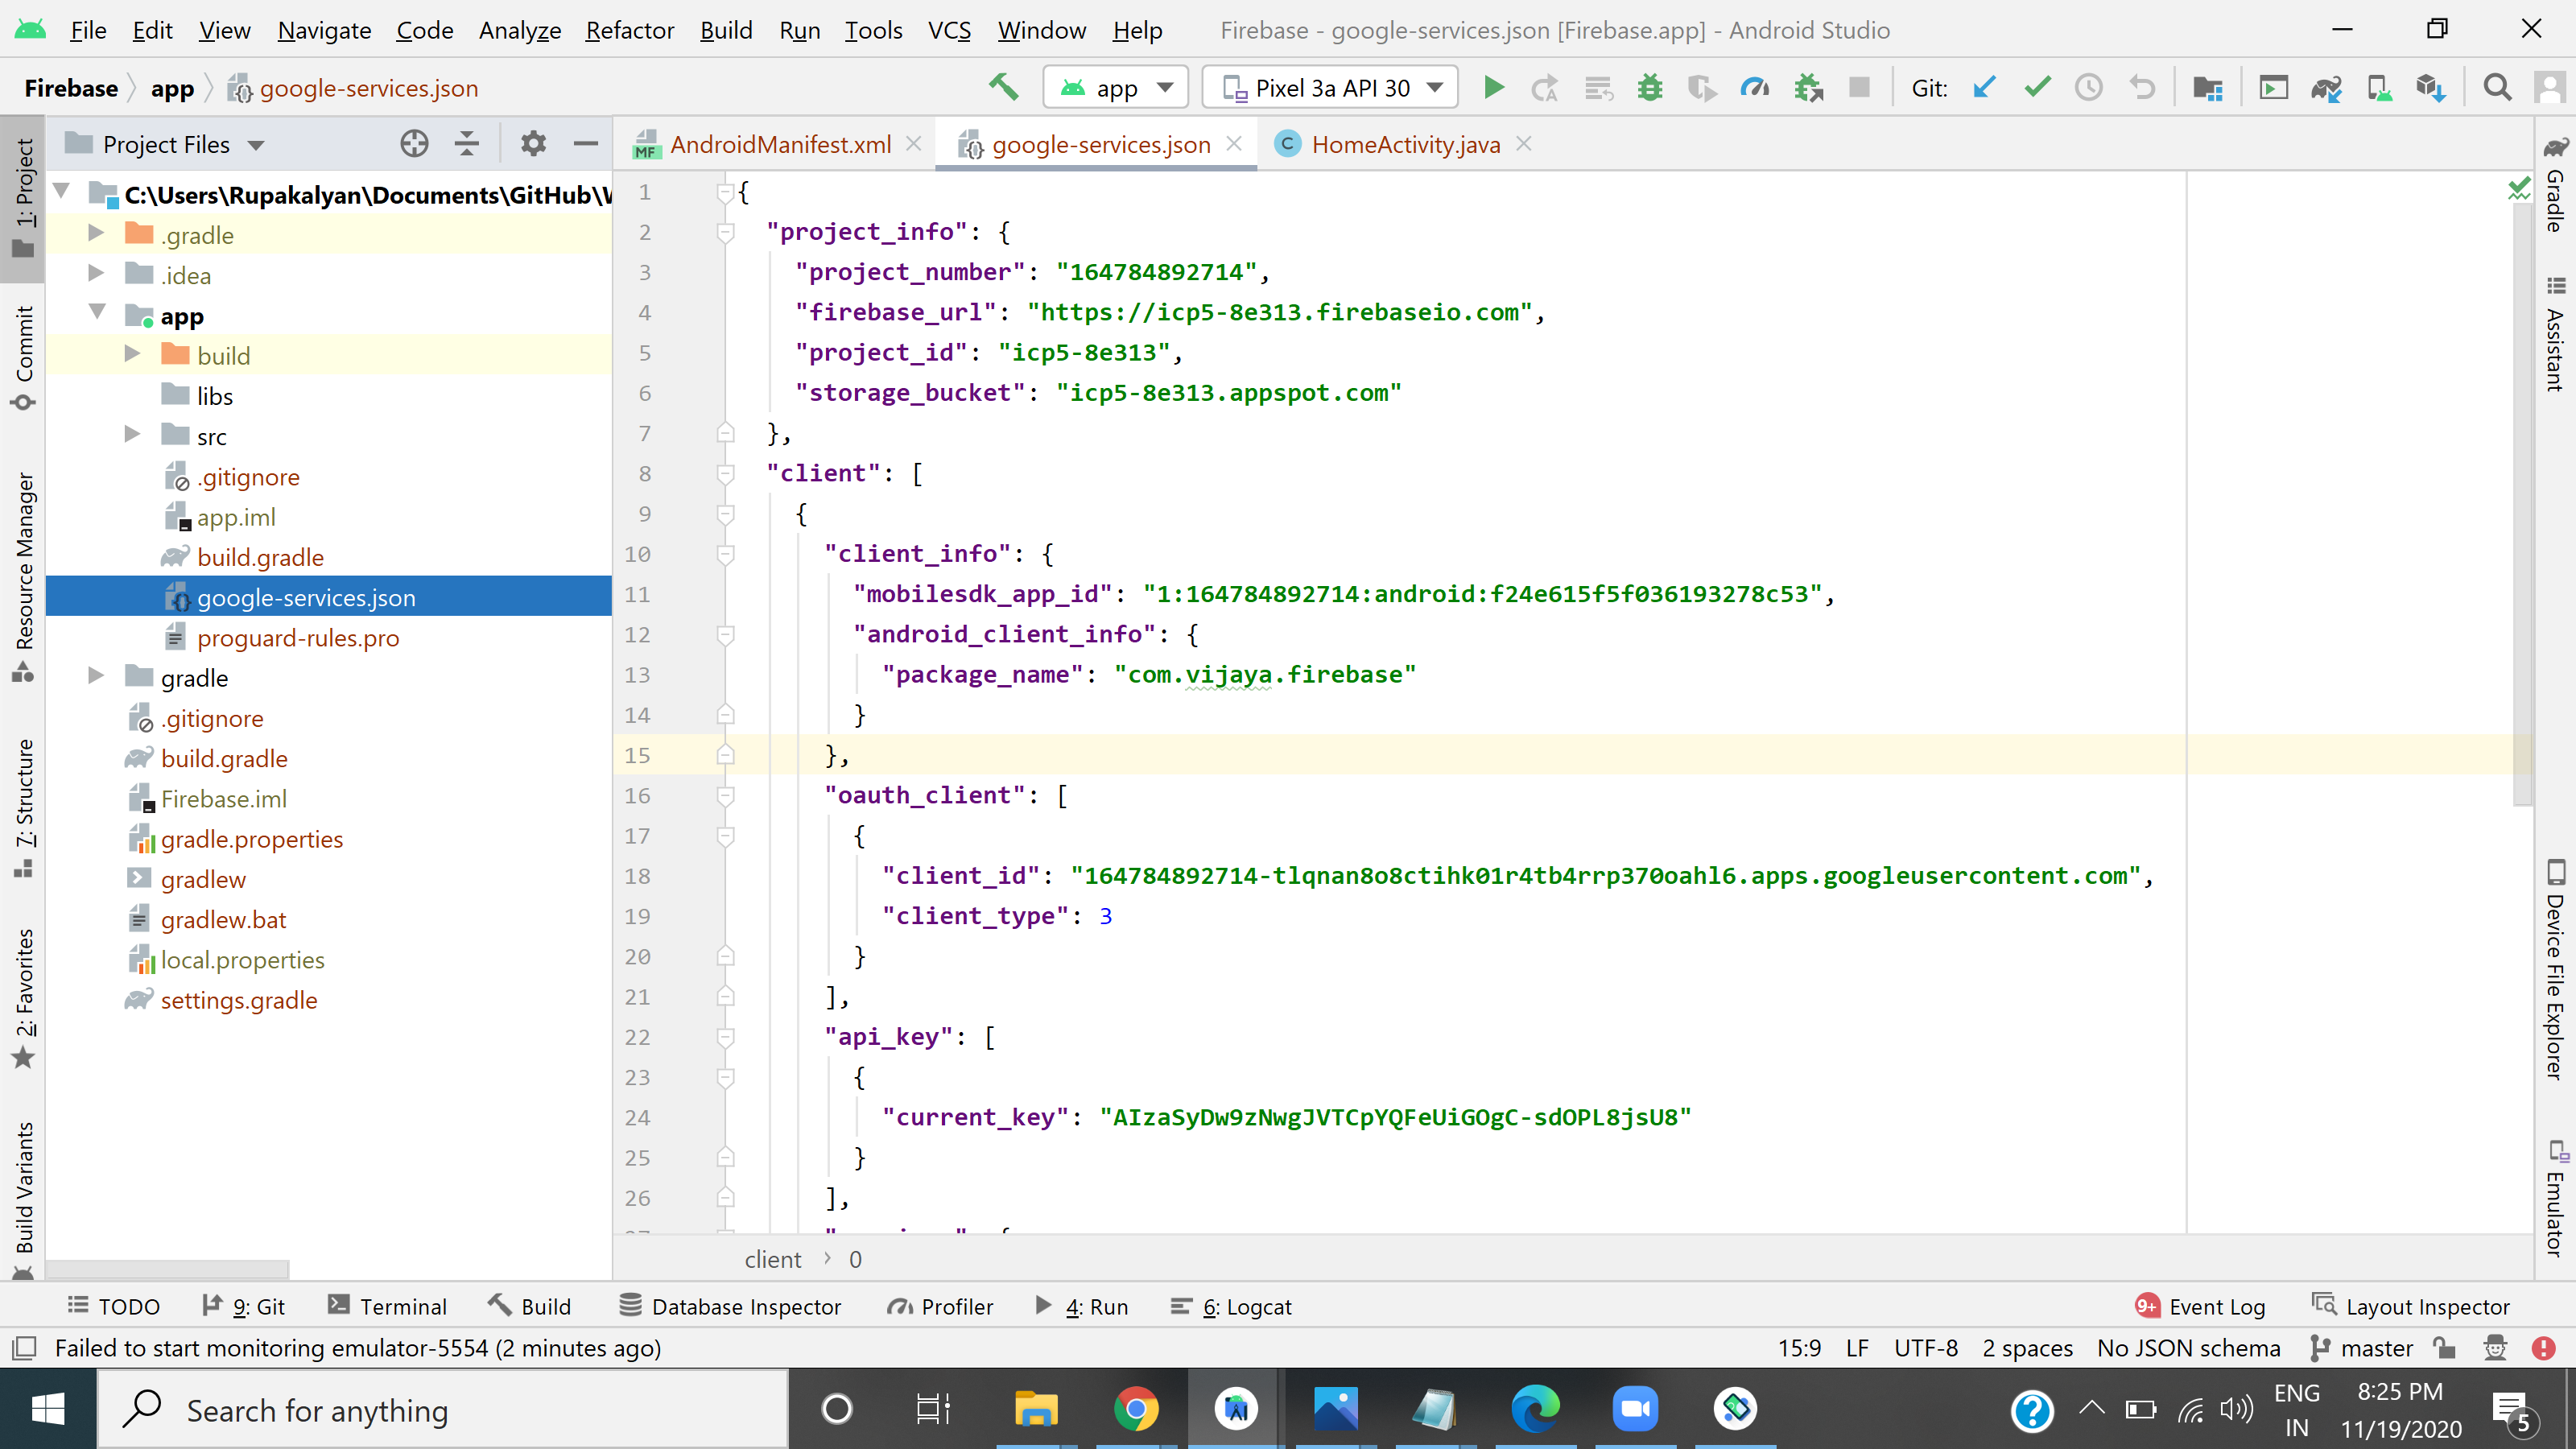 File Edit View Navigate Code Analyze Refactor Build Run Tools VCS Window Help Firebase - google-services.json [Firebase.app] - Android Studio
Firebase app google-services.json app Pixel 3a API 30 Git:
Project Files AndroidManifest.xml google-services.json HomeActivity.java
1: Project
Commit
Resource Manager
7: Structure
2: Favorites
Build Variants
C:\Users\Rupakalyan\Documents\GitHub\
.gradle
.idea
app
build
libs
src
.gitignore
app.iml
build.gradle
google-services.json
proguard-rules.pro
gradle
.gitignore
build.gradle
Firebase.iml
gradle.properties
gradlew
gradlew.bat
local.properties
settings.gradle
1 {
2 "project_info": {
3 "project_number": "164784892714",
4 "firebase_url": "https://icp5-8e313.firebaseio.com",
5 "project_id": "icp5-8e313",
6 "storage_bucket": "icp5-8e313.appspot.com"
7 },
8 "client": [
9 {
10 "client_info": {
11 "mobilesdk_app_id": "1:164784892714:android:f24e615f5f036193278c53",
12 "android_client_info": {
13 "package_name": "com.vijaya.firebase"
14 }
15 },
16 "oauth_client": [
17 {
18 "client_id": "164784892714-tlqnan8o8ctihk01r4tb4rrp370oahl6.apps.googleusercontent.com",
19 "client_type": 3
20 }
21 ],
22 "api_key": [
23 {
24 "current_key": "AIzaSyDw9zNwgJVTCpYQFeUiGOgC-sdOPL8jsU8"
25 }
26 ],
client > 0
Gradle
Assistant
Device File Explorer
Emulator
TODO 9: Git Terminal Build Database Inspector Profiler 4: Run 6: Logcat 9+ Event Log Layout Inspector
Failed to start monitoring emulator-5554 (2 minutes ago) 15:9 LF UTF-8 2 spaces No JSON schema master
Search for anything
ENG
IN
8:25 PM
11/19/2020
5